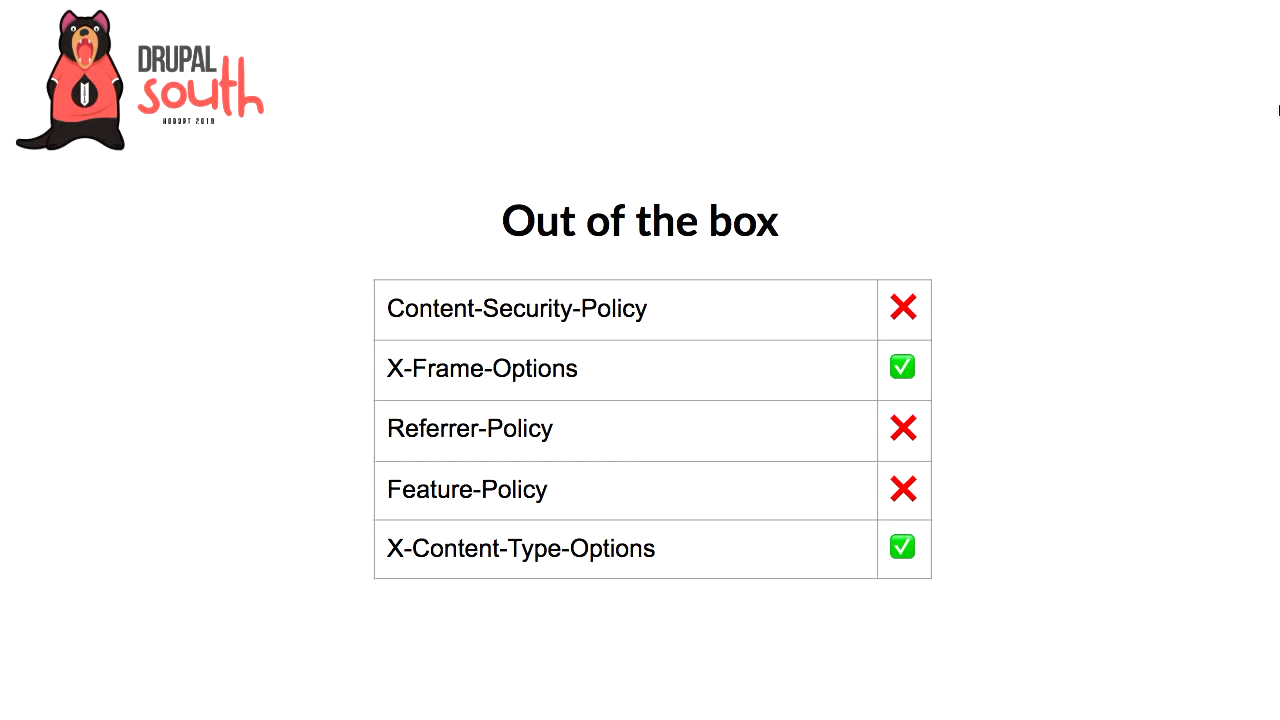 DRUPAL
south
HOBART 2019
Out of the box
Content-Security-Policy ❌
X-Frame-Options ✅
Referrer-Policy ❌
Feature-Policy ❌
X-Content-Type-Options ✅